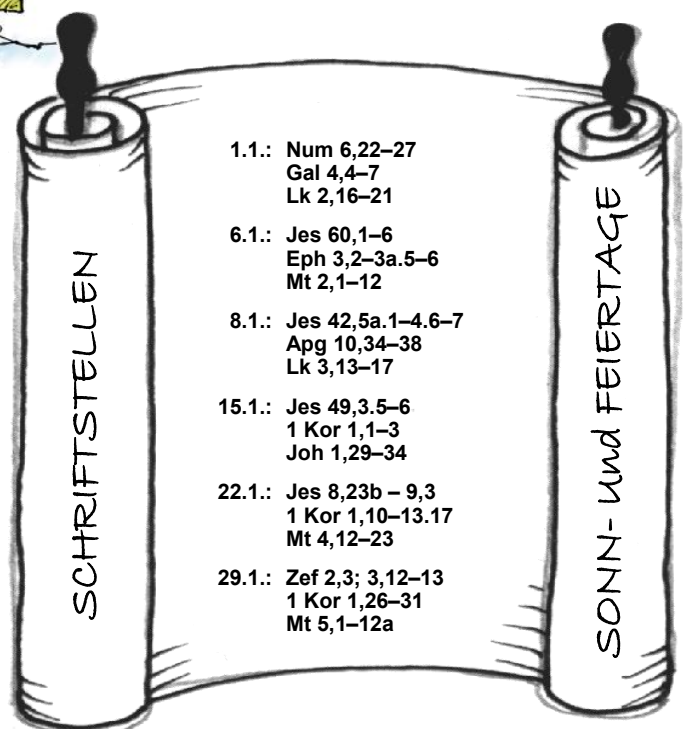 SCHRIFTSTELLEN
1.1.: Num 6,22–27
Gal 4,4–7
Lk 2,16–21
6.1.: Jes 60,1–6
Eph 3,2–3a.5–6
Mt 2,1–12
8.1.: Jes 42,5a.1–4.6–7
Apg 10,34–38
Lk 3,13–17
15.1.: Jes 49,3.5–6
1 Kor 1,1–3
Joh 1,29–34
22.1.: Jes 8,23b – 9,3
1 Kor 1,10–13.17
Mt 4,12–23
29.1.: Zef 2,3; 3,12–13
1 Kor 1,26–31
Mt 5,1–12a
SONN- und FEIERTAGE